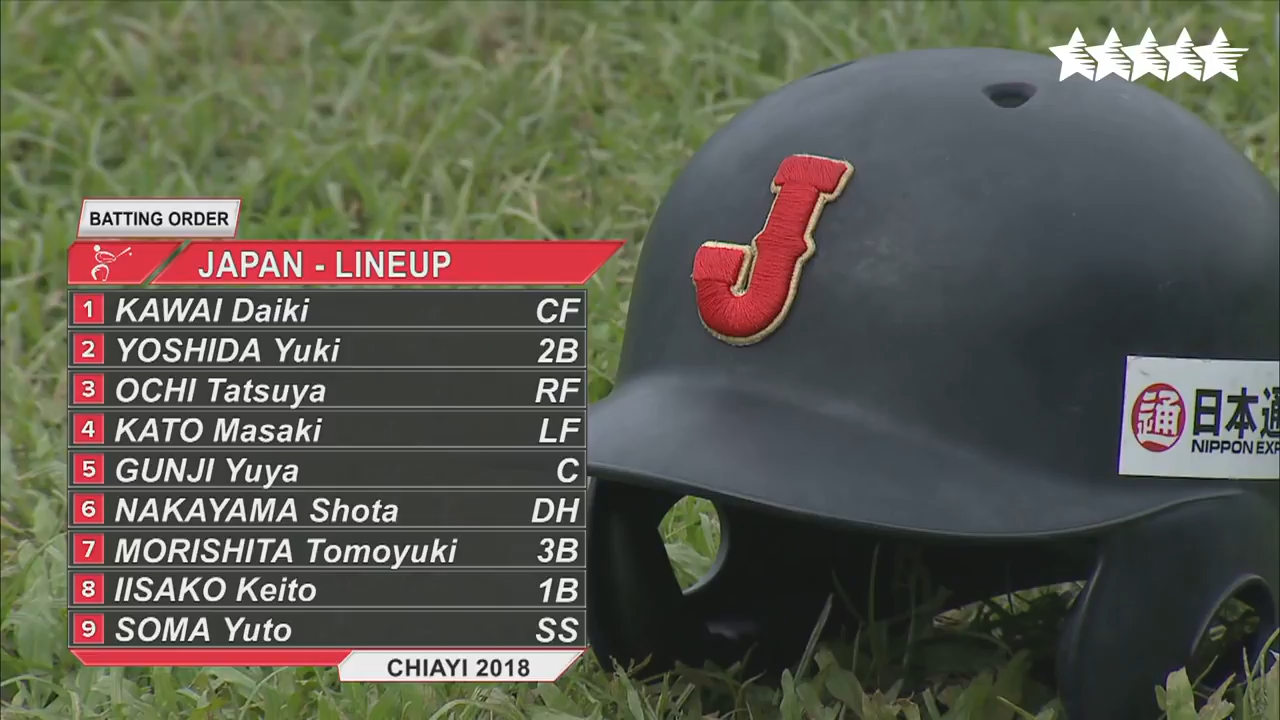 BATTING ORDER
JAPAN - LINEUP
1 KAWAI Daiki CF
2 YOSHIDA Yuki 2B
3 OCHI Tatsuya RF
4 KATO Masaki LF
5 GUNJI Yuya C
6 NAKAYAMA Shota DH
7 MORISHITA Tomoyuki 3B
8 IISAKO Keito 1B
9 SOMA Yuto SS
CHIAYI 2018
J
通 日本通
NIPPON EXP